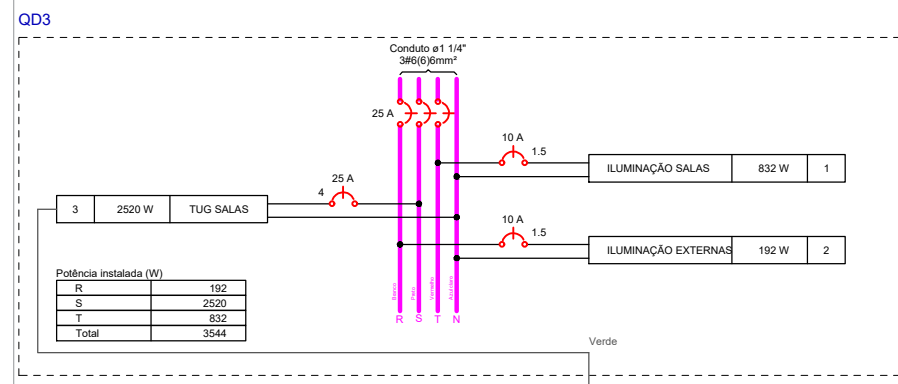 QD3
Conduto ø1 1/4"
3#6(6)6mm²
25 A
10 A
1.5
ILUMINAÇÃO SALAS 832 W 1
25 A
4
3 2520 W TUG SALAS
10 A
1.5
ILUMINAÇÃO EXTERNAS 192 W 2
Potência instalada (W)
R 192
S 2520
T 832
Total 3544
Branco Preto Vermelho Azul claro
R S T N
Verde